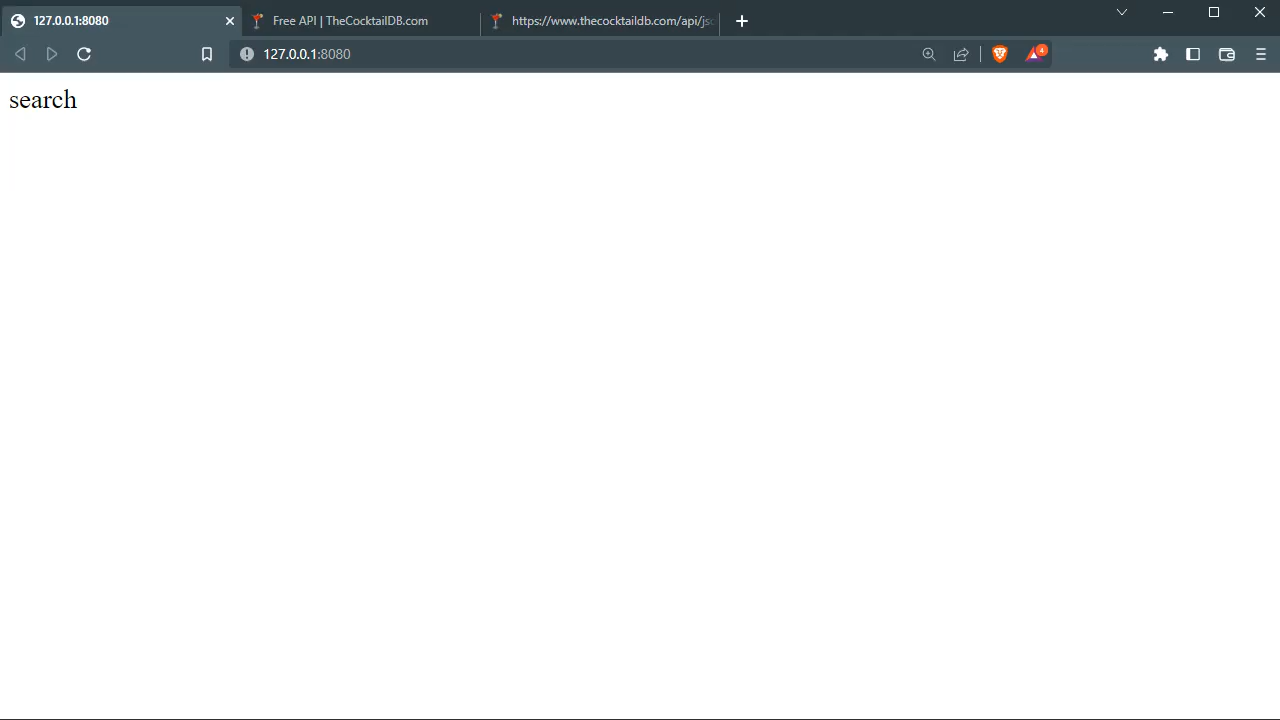 127.0.0.1:8080
Free API | TheCocktailDB.com
https://www.thecocktaildb.com/api/js
127.0.0.1:8080
4
search